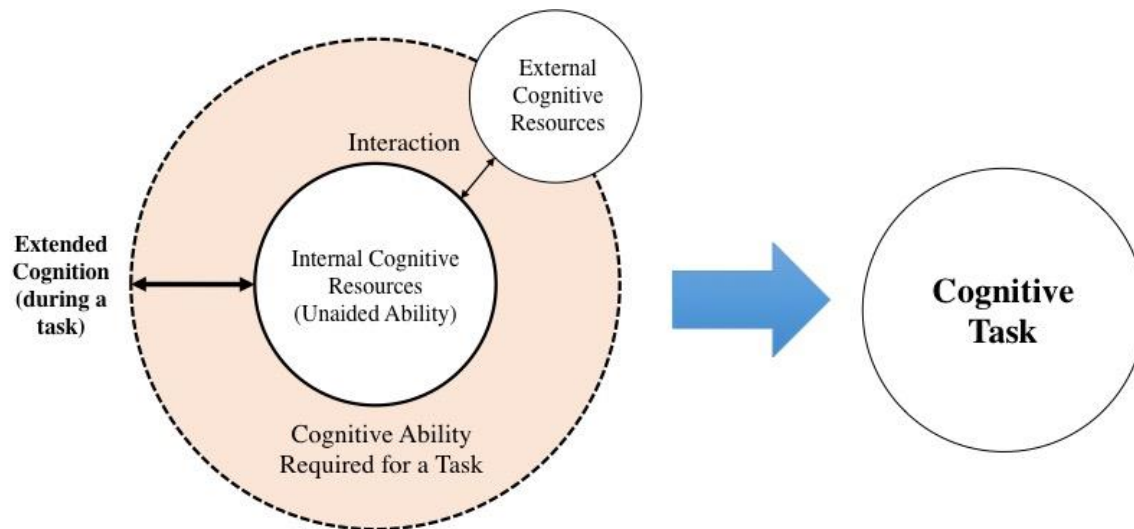 External
Cognitive
Resources
Interaction
Extended
Cognition
(during a
task)
Internal Cognitive
Resources
(Unaided Ability)
Cognitive Ability
Required for a Task
Cognitive
Task